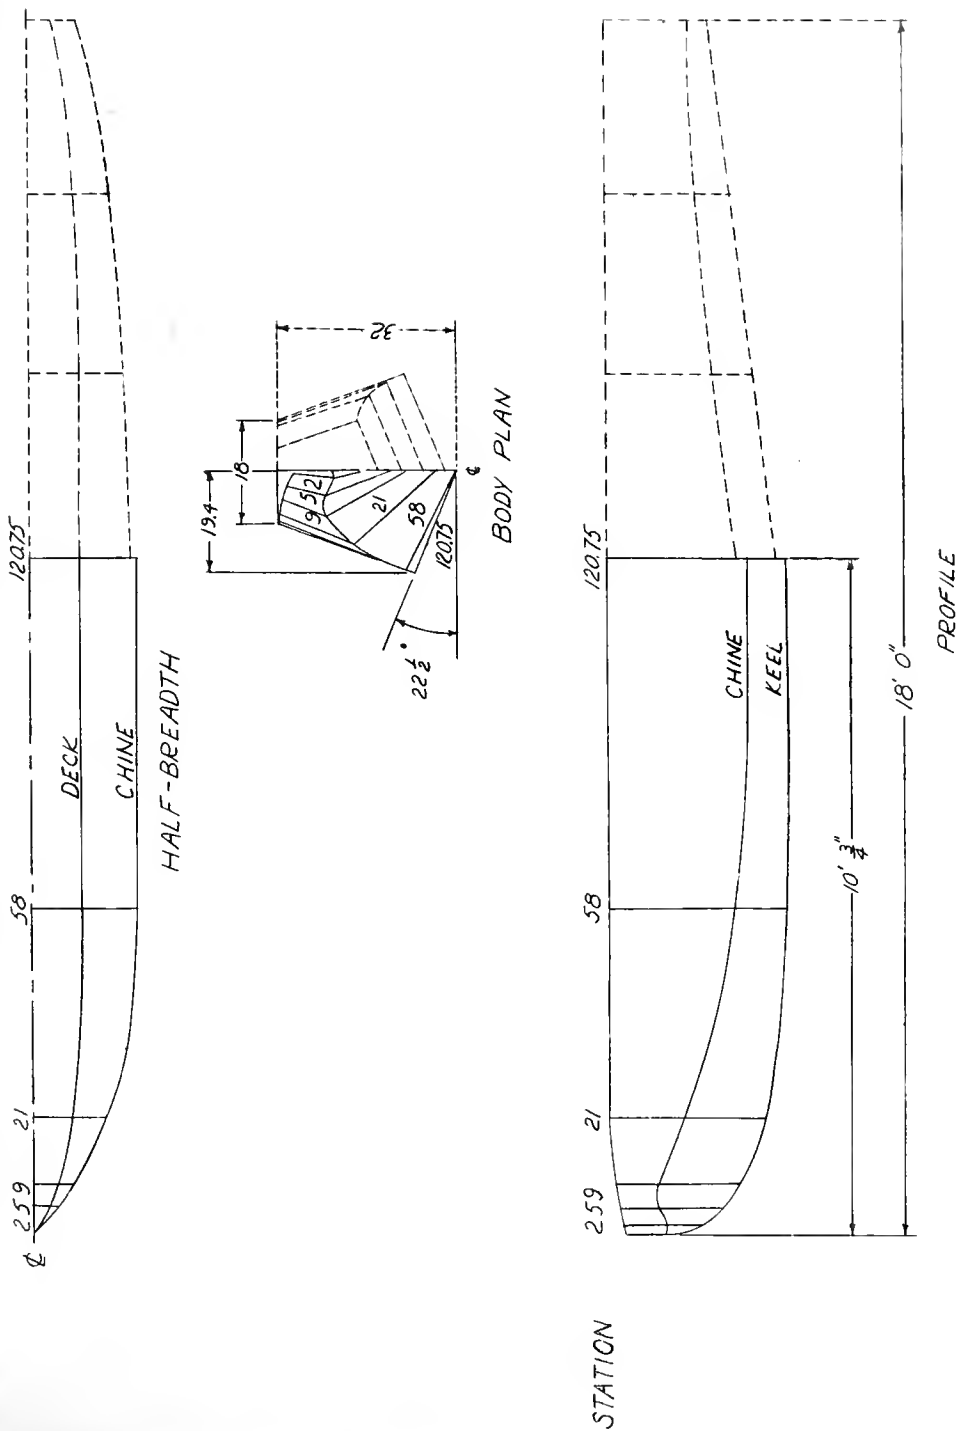 ℄
2 5 9
21
58
120.75
DECK
CHINE
HALF-BREADTH
19.4
18
32
9 5 2
21
58
120.75
22 ½°
℄
BODY PLAN
STATION
2 5 9
21
58
120.75
CHINE
KEEL
10' ¾"
18' 0"
PROFILE